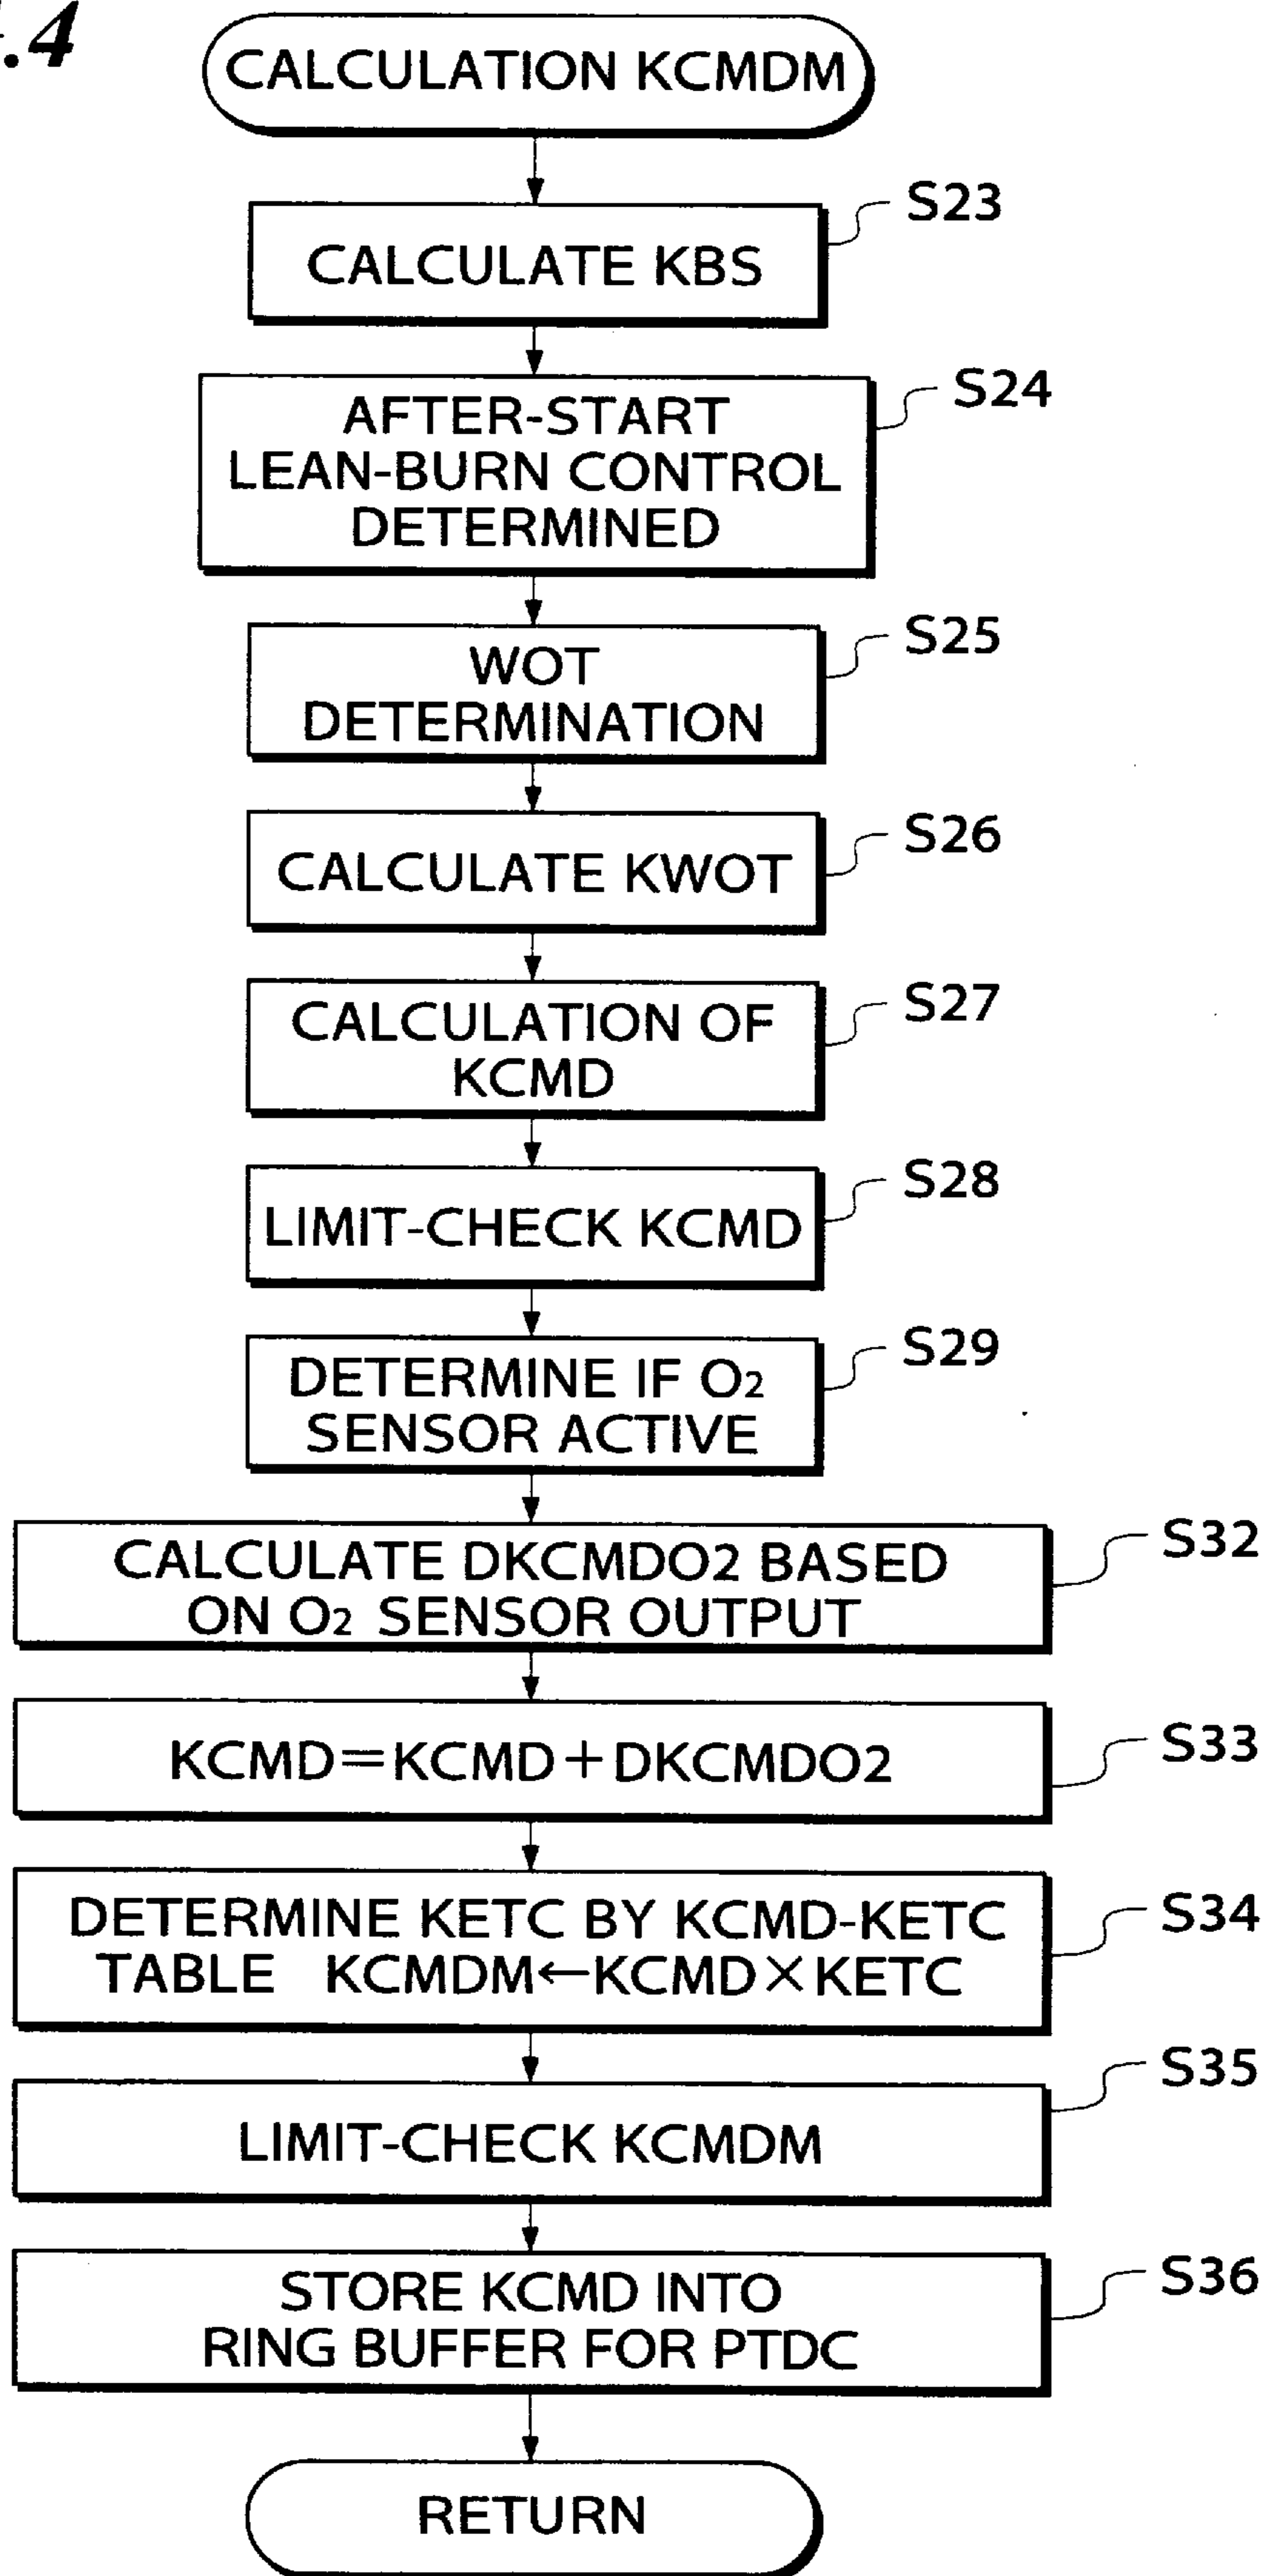 .4
CALCULATION KCMDM
S23
CALCULATE KBS
S24
AFTER-START
LEAN-BURN CONTROL
DETERMINED
S25
WOT
DETERMINATION
S26
CALCULATE KWOT
S27
CALCULATION OF
KCMD
S28
LIMIT-CHECK KCMD
S29
DETERMINE IF O2
SENSOR ACTIVE
S32
CALCULATE DKCMDO2 BASED
ON O2 SENSOR OUTPUT
S33
KCMD=KCMD+DKCMDO2
S34
DETERMINE KETC BY KCMD-KETC
TABLE KCMDM←KCMD×KETC
S35
LIMIT-CHECK KCMDM
S36
STORE KCMD INTO
RING BUFFER FOR PTDC
RETURN